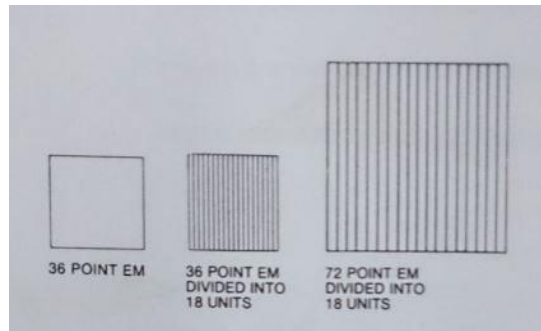 36 POINT EM
36 POINT EM
DIVIDED INTO
18 UNITS
72 POINT EM
DIVIDED INTO
18 UNITS